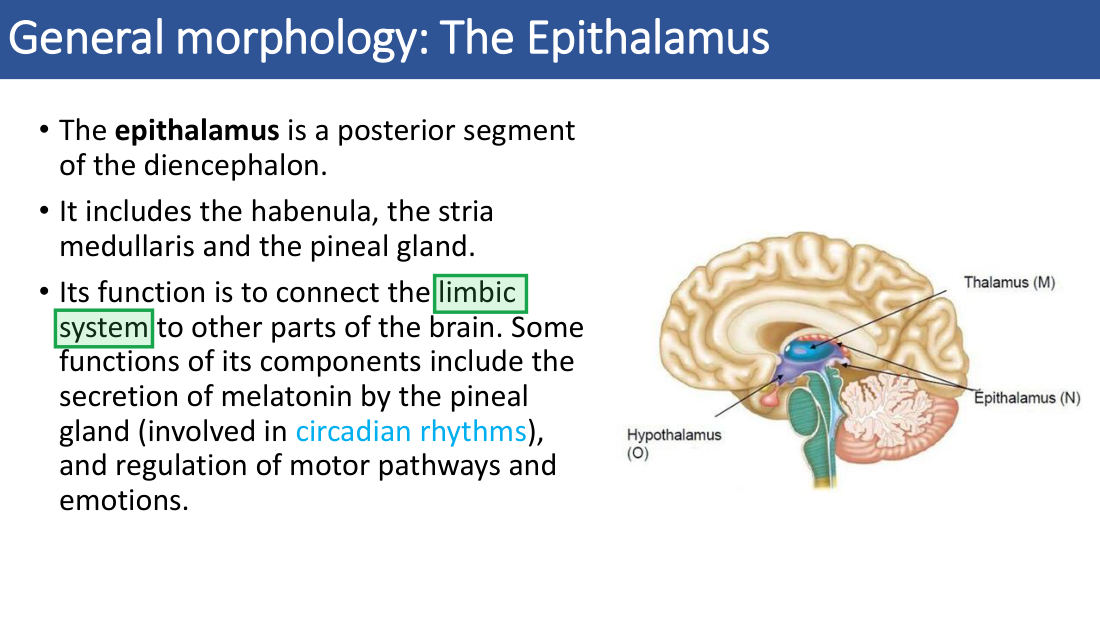 General morphology: The Epithalamus
• The epithalamus is a posterior segment
of the diencephalon.
• It includes the habenula, the stria
medullaris and the pineal gland.
• Its function is to connect the limbic
system to other parts of the brain. Some
functions of its components include the
secretion of melatonin by the pineal
gland (involved in circadian rhythms),
and regulation of motor pathways and
emotions.
Thalamus (M)
Epithalamus (N)
Hypothalamus
(O)